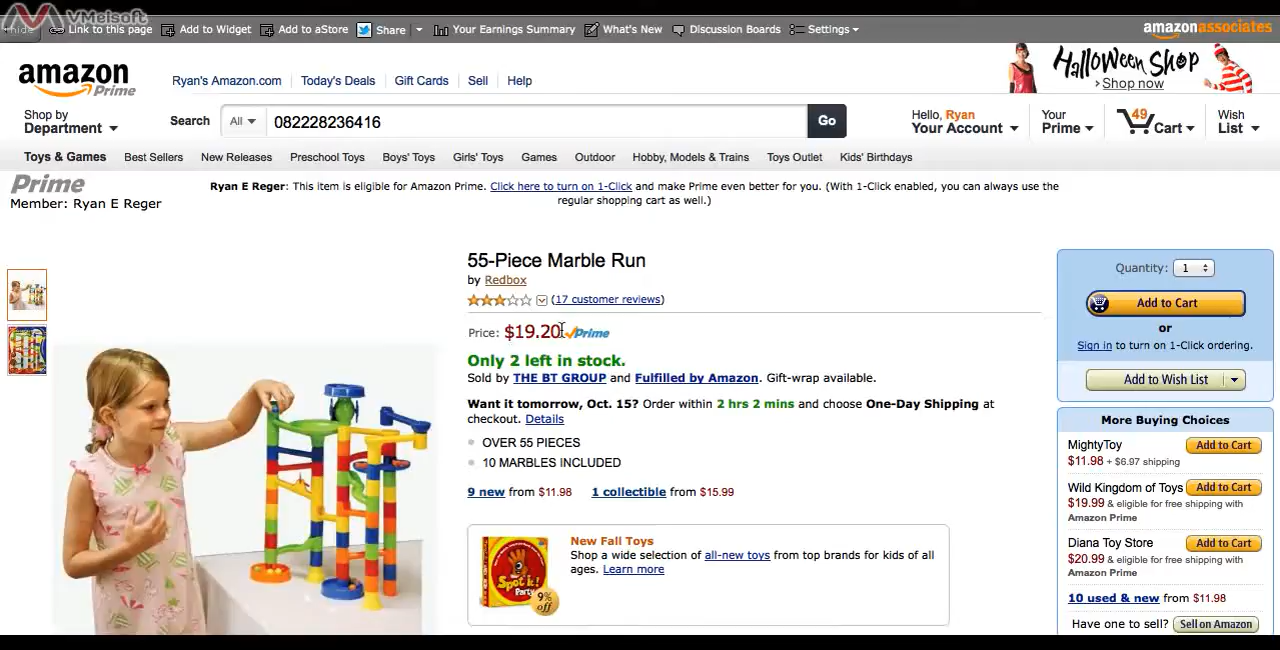 VMeisoft
hide
Link to this page
Add to Widget
Add to aStore
Share
Your Earnings Summary
What's New
Discussion Boards
Settings
amazonassociates
amazon
Prime
Ryan's Amazon.com
Today's Deals
Gift Cards
Sell
Help
Halloween Shop
Shop now
Shop by
Department
Search
All
082228236416
Go
Hello, Ryan
Your Account
Your
Prime
49
Cart
Wish
List
Toys & Games
Best Sellers
New Releases
Preschool Toys
Boys' Toys
Girls' Toys
Games
Outdoor
Hobby, Models & Trains
Toys Outlet
Kids' Birthdays
Prime
Member: Ryan E Reger
Ryan E Reger: This item is eligible for Amazon Prime. Click here to turn on 1-Click and make Prime even better for you. (With 1-Click enabled, you can always use the
regular shopping cart as well.)
55-Piece Marble Run
by Redbox
(17 customer reviews)
Price: $19.20 Prime
Only 2 left in stock.
Sold by THE BT GROUP and Fulfilled by Amazon. Gift-wrap available.
Want it tomorrow, Oct. 15? Order within 2 hrs 2 mins and choose One-Day Shipping at
checkout. Details
OVER 55 PIECES
10 MARBLES INCLUDED
9 new from $11.98 1 collectible from $15.99
New Fall Toys
Shop a wide selection of all-new toys from top brands for kids of all
ages. Learn more
Spot it!
Party
9%
off
Quantity: 1
Add to Cart
or
Sign in to turn on 1-Click ordering.
Add to Wish List
More Buying Choices
MightyToy
Add to Cart
$11.98 + $6.97 shipping
Wild Kingdom of Toys
Add to Cart
$19.99 & eligible for free shipping with
Amazon Prime
Diana Toy Store
Add to Cart
$20.99 & eligible for free shipping with
Amazon Prime
10 used & new from $11.98
Have one to sell? Sell on Amazon